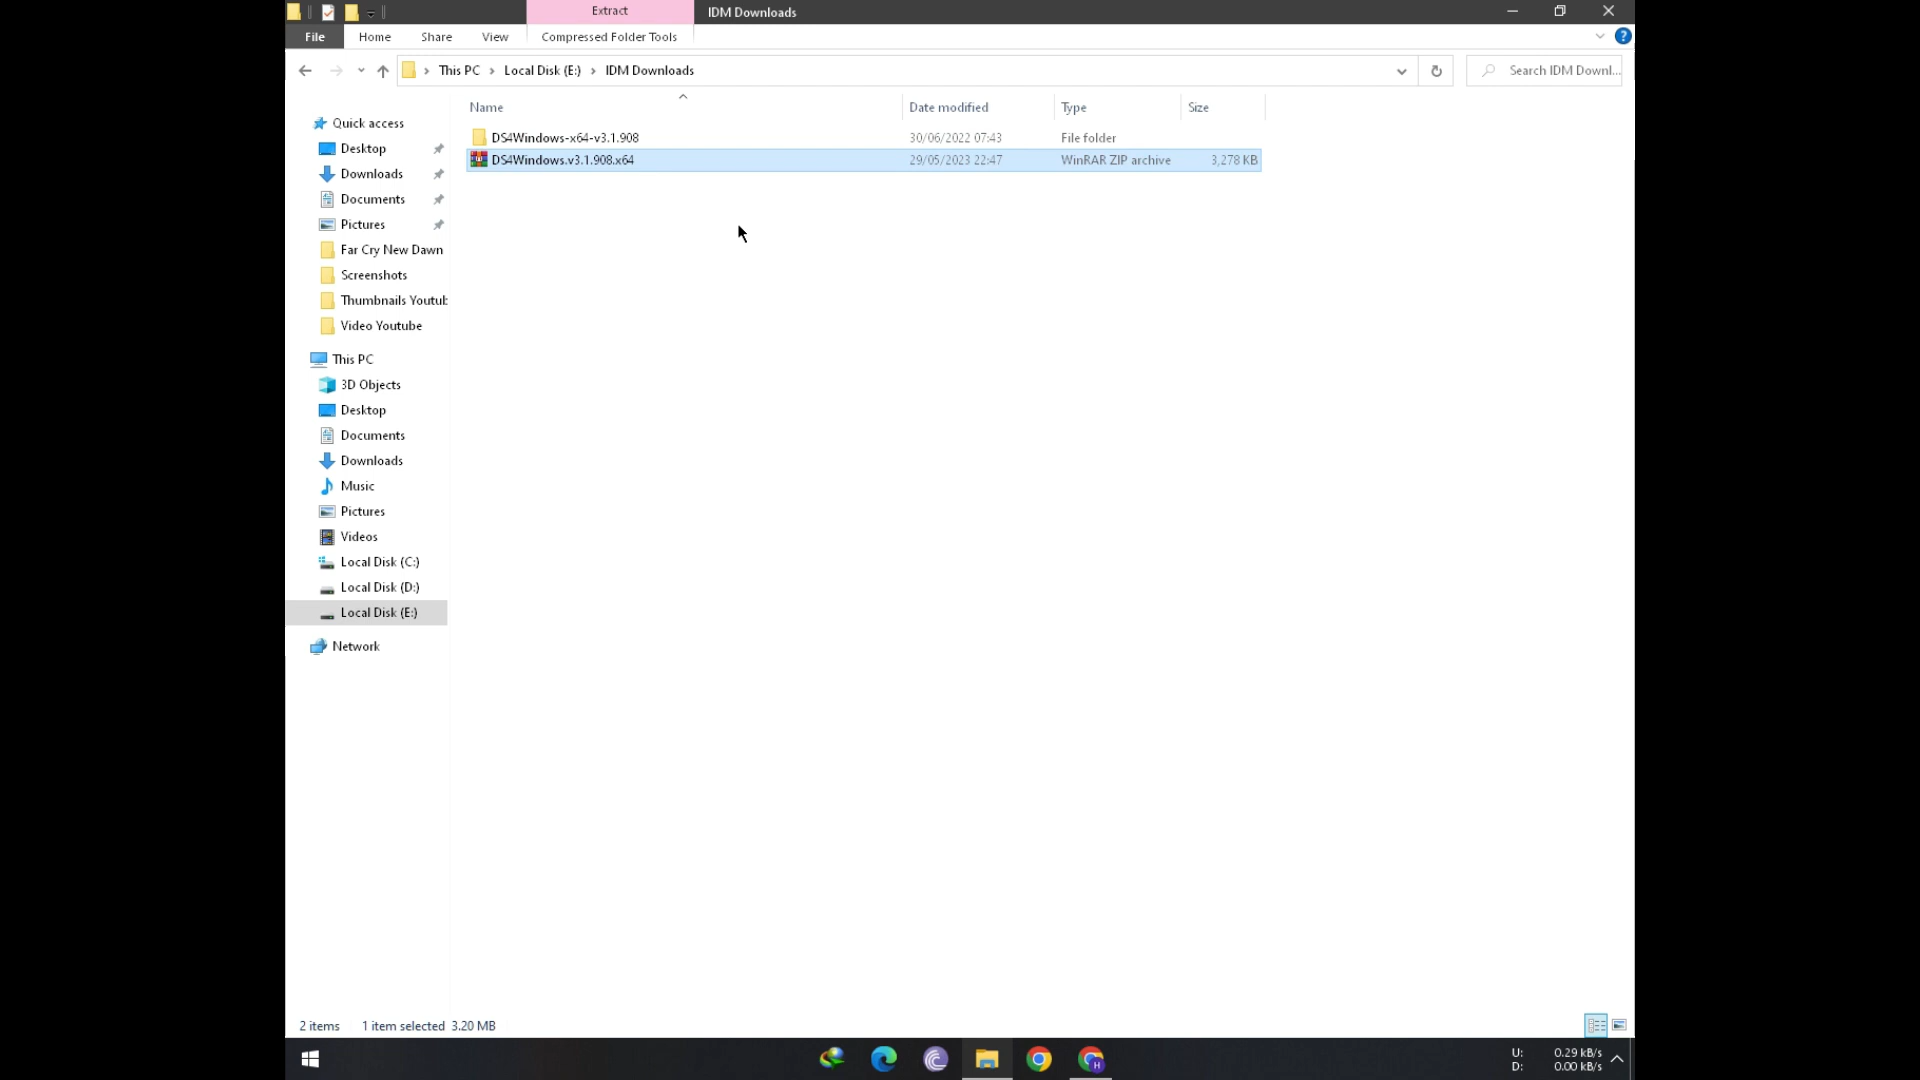 Extract
IDM Downloads
File Home Share View Compressed Folder Tools
This PC Local Disk (E:) IDM Downloads
Search IDM Downl...
Name Date modified Type Size
DS4Windows-x64-v3.1.908 30/06/2022 07:43 File folder
DS4Windows.v3.1.908.x64 29/05/2023 22:47 WinRAR ZIP archive 3,278 KB
Quick access
Desktop
Downloads
Documents
Pictures
Far Cry New Dawn
Screenshots
Thumbnails Youtub
Video Youtube
This PC
3D Objects
Desktop
Documents
Downloads
Music
Pictures
Videos
Local Disk (C:)
Local Disk (D:)
Local Disk (E:)
Network
2 items 1 item selected 3.20 MB
H
U: 0.29 kB/s
D: 0.00 kB/s